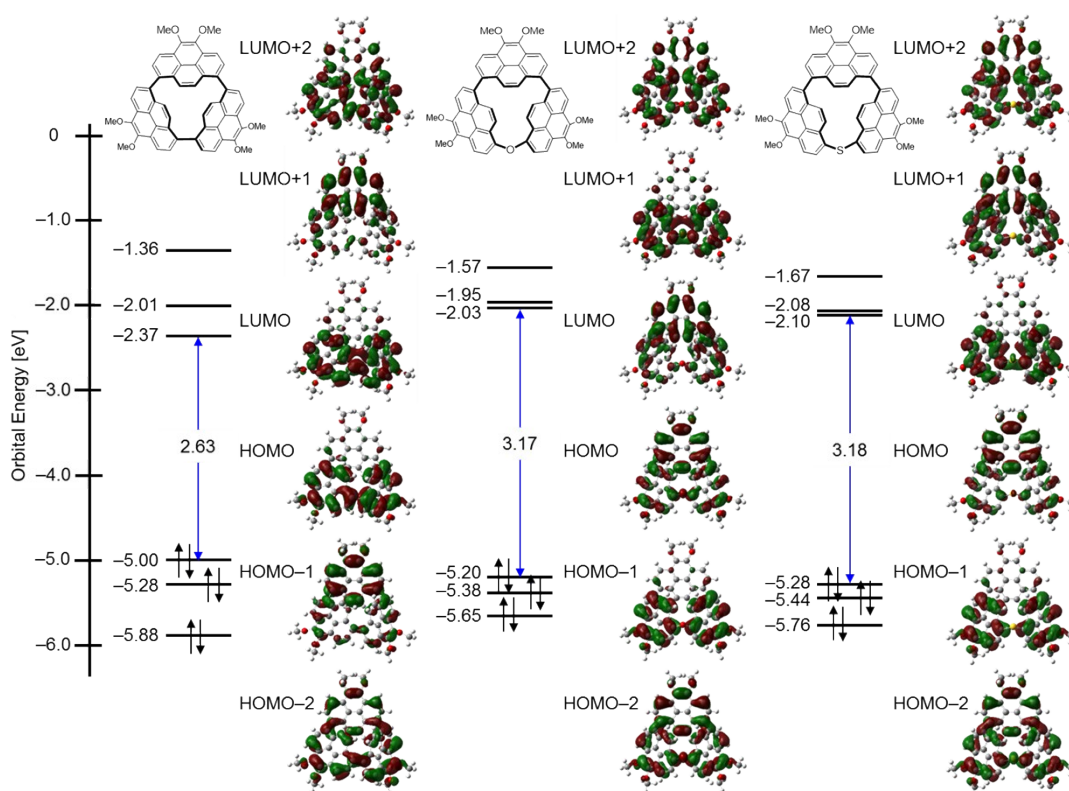 MeO OMe
MeO OMe
MeO OMe
LUMO+2
MeO OMe
MeO OMe
MeO O OMe
LUMO+2
MeO OMe
MeO OMe
MeO S OMe
LUMO+2
Orbital Energy [eV]
0
–1.0
–2.0
–3.0
–4.0
–5.0
–6.0
–1.36
–2.01
–2.37
2.63
–5.00
–5.28
–5.88
LUMO+1
LUMO
HOMO
HOMO–1
HOMO–2
–1.57
–1.95
–2.03
3.17
–5.20
–5.38
–5.65
LUMO+1
LUMO
HOMO
HOMO–1
HOMO–2
–1.67
–2.08
–2.10
3.18
–5.28
–5.44
–5.76
LUMO+1
LUMO
HOMO
HOMO–1
HOMO–2